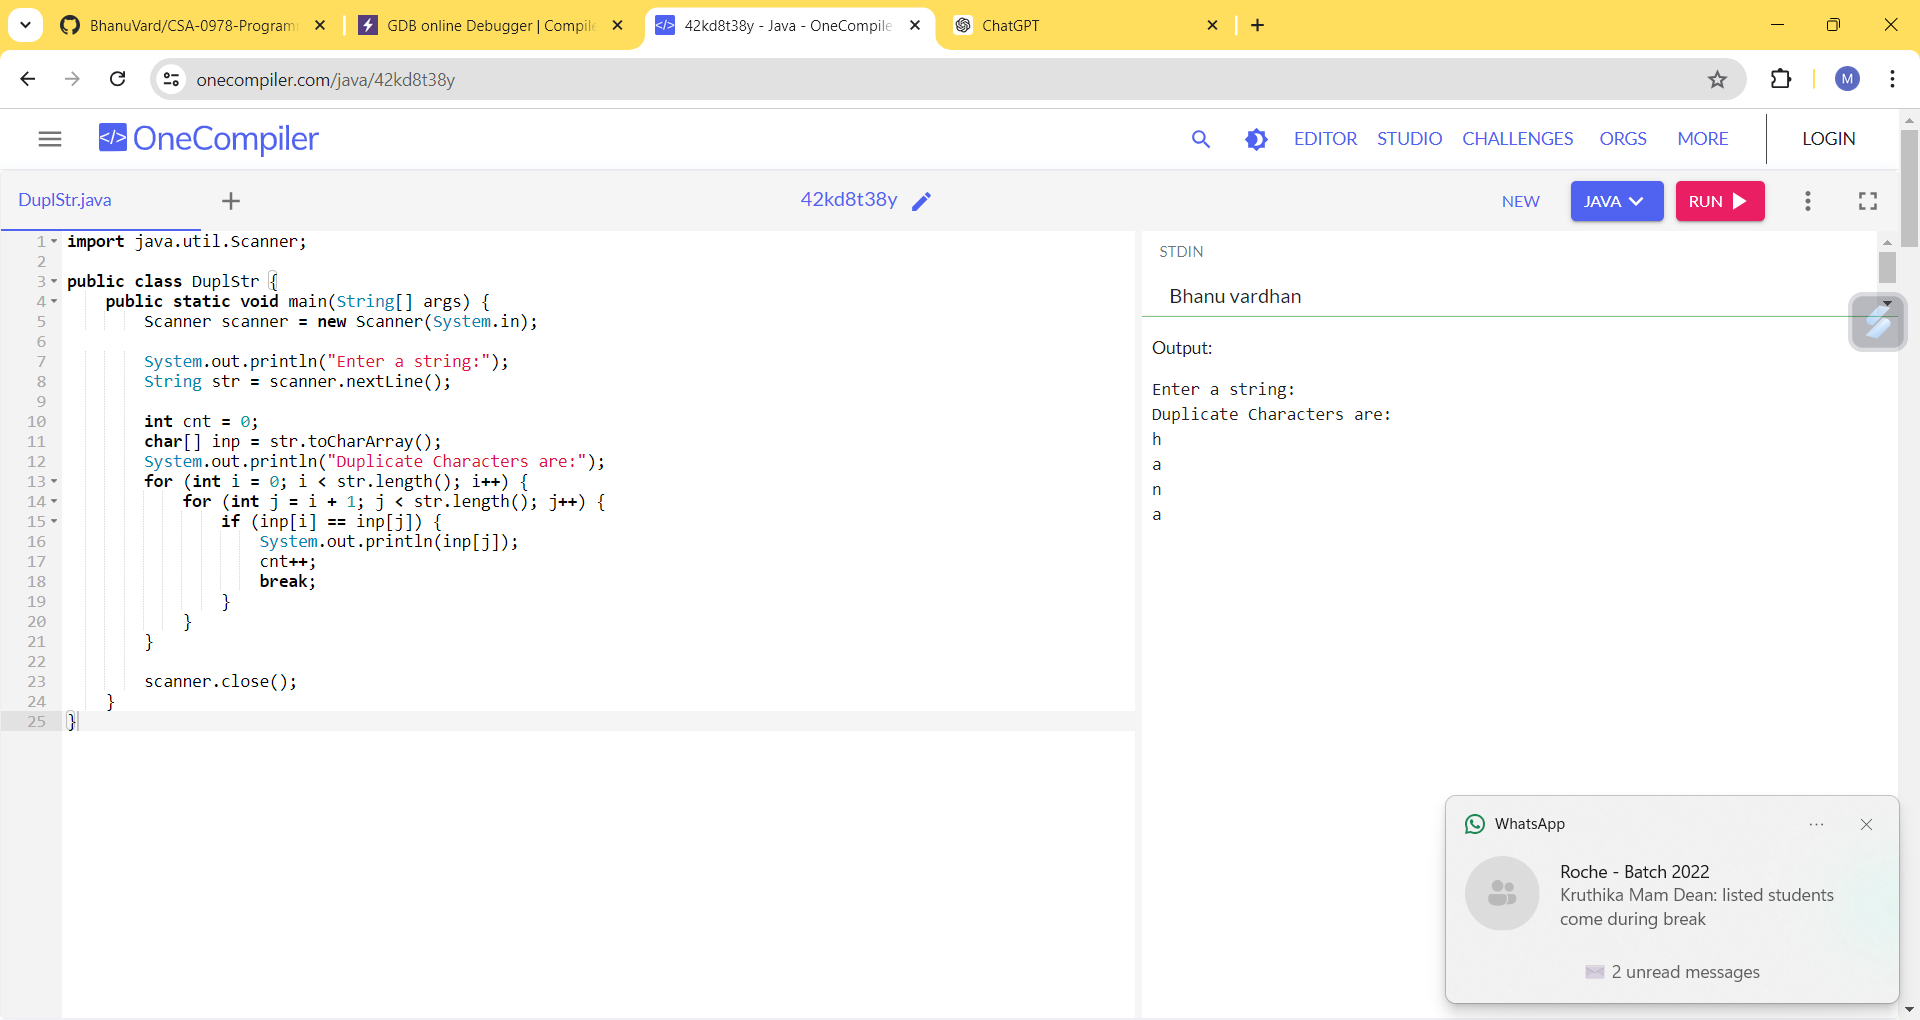 BhanuVard/CSA-0978-Programm
GDB online Debugger | Compile
42kd8t38y - Java - OneCompile
ChatGPT
onecompiler.com/java/42kd8t38y
M
</> OneCompiler
EDITOR
STUDIO
CHALLENGES
ORGS
MORE
LOGIN
DuplStr.java
42kd8t38y
NEW
JAVA
RUN
1 import java.util.Scanner;
2
3 public class DuplStr {
4     public static void main(String[] args) {
5         Scanner scanner = new Scanner(System.in);
6
7         System.out.println("Enter a string:");
8         String str = scanner.nextLine();
9
10         int cnt = 0;
11         char[] inp = str.toCharArray();
12         System.out.println("Duplicate Characters are:");
13         for (int i = 0; i < str.length(); i++) {
14             for (int j = i + 1; j < str.length(); j++) {
15                 if (inp[i] == inp[j]) {
16                     System.out.println(inp[j]);
17                     cnt++;
18                     break;
19                 }
20             }
21         }
22
23         scanner.close();
24     }
25 }
STDIN
Bhanu vardhan
Output:
Enter a string:
Duplicate Characters are:
h
a
n
a
WhatsApp
Roche - Batch 2022
Kruthika Mam Dean: listed students
come during break
2 unread messages